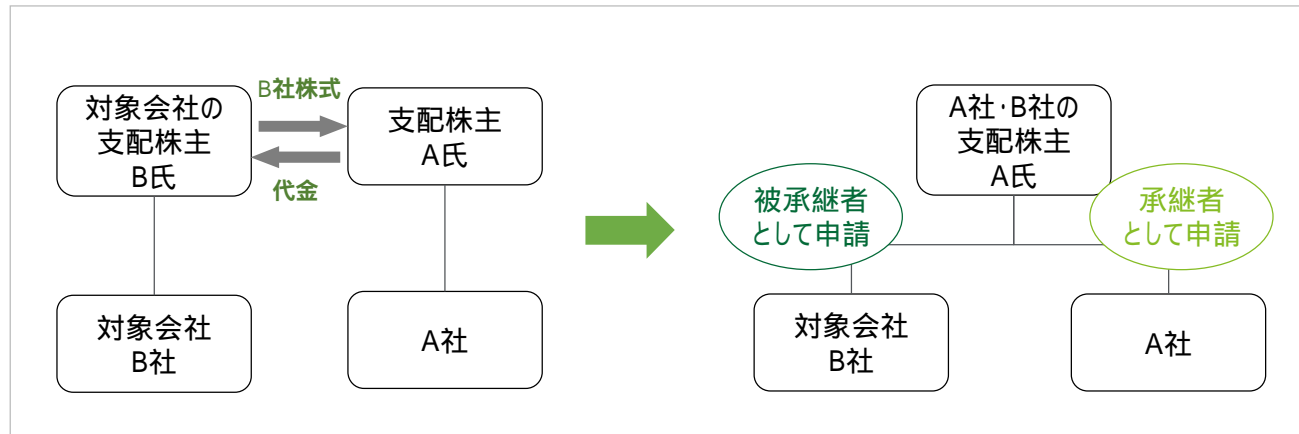 対象会社の
支配株主
B氏
B社株式
代金
支配株主
A氏
対象会社
B社
A社
A社・B社の
支配株主
A氏
被承継者
として申請
承継者
として申請
対象会社
B社
A社